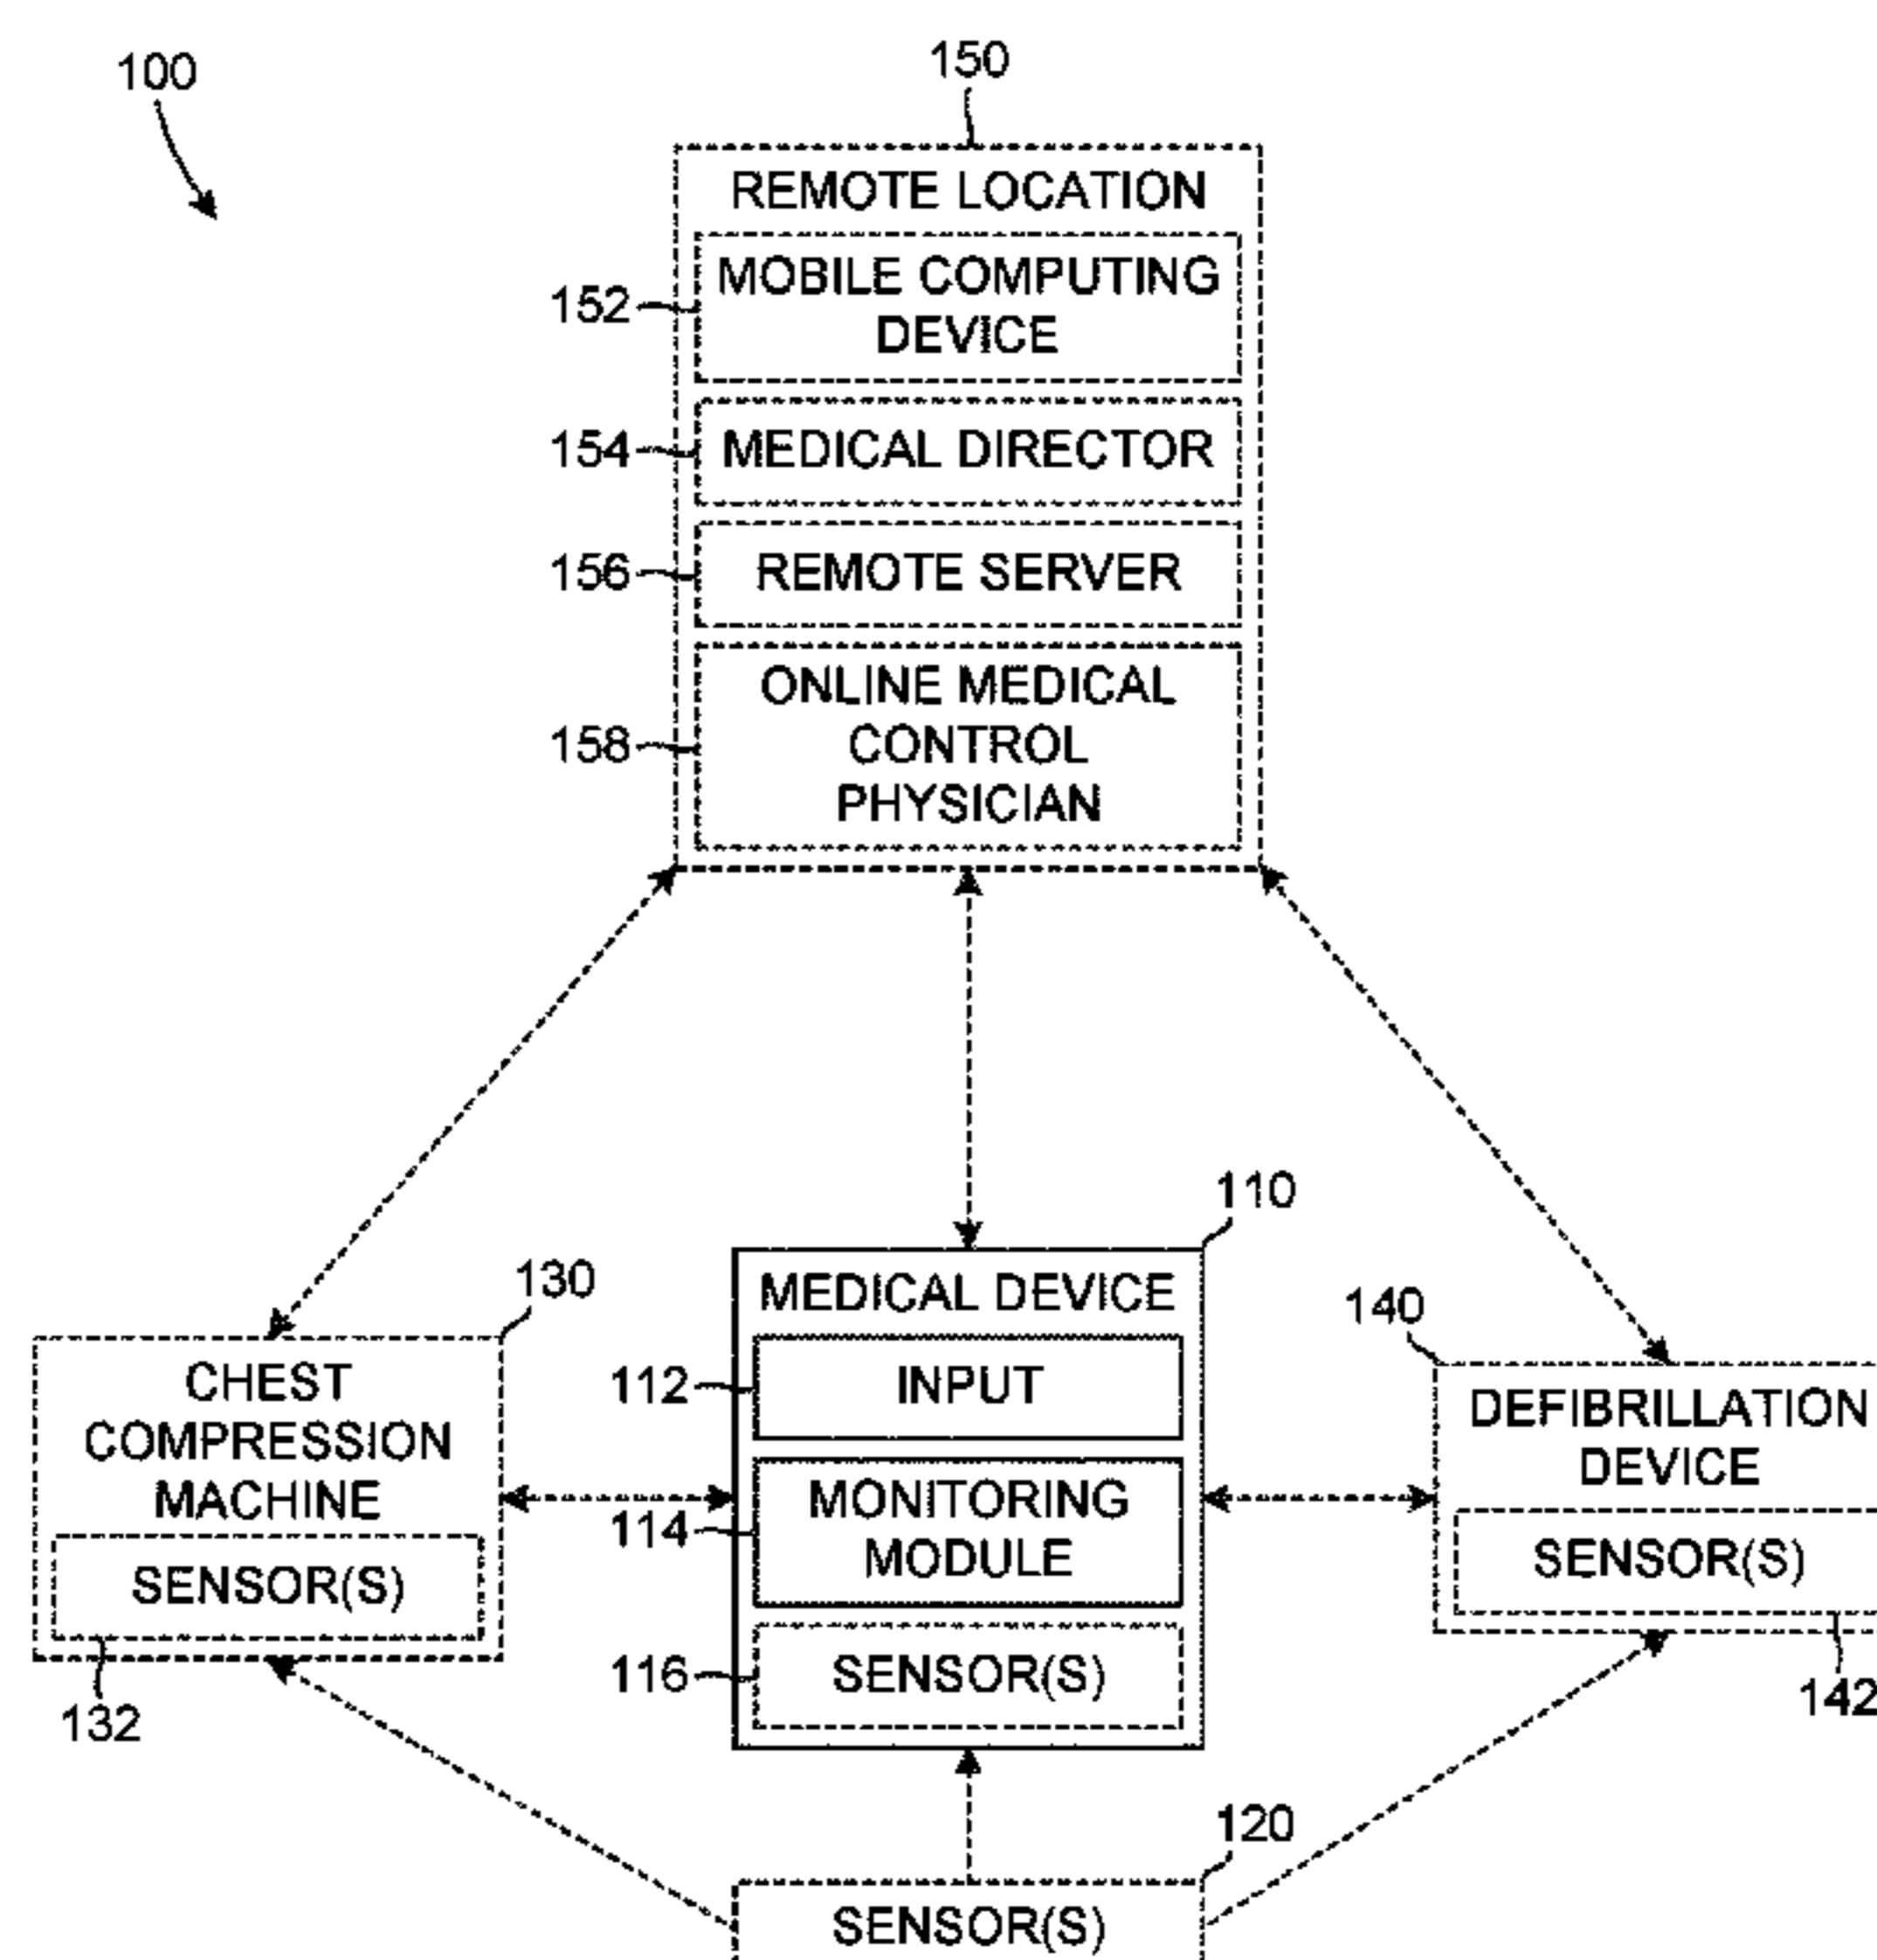 100
150
REMOTE LOCATION
152
MOBILE COMPUTING
DEVICE
154
MEDICAL DIRECTOR
156
REMOTE SERVER
158
ONLINE MEDICAL
CONTROL
PHYSICIAN
130
CHEST
COMPRESSION
MACHINE
SENSOR(S)
132
110
MEDICAL DEVICE
112
INPUT
114
MONITORING
MODULE
116
SENSOR(S)
140
DEFIBRILLATION
DEVICE
SENSOR(S)
142
120
SENSOR(S)